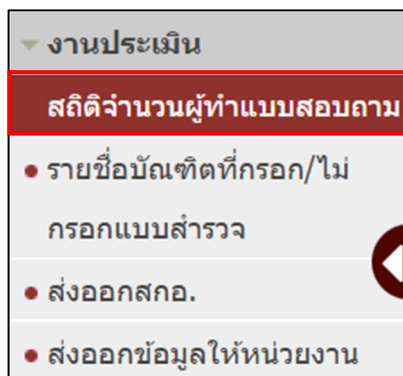 งานประเมิน
สถิติจำนวนผู้ทำแบบสอบถาม
รายชื่อบัณฑิตที่กรอก/ไม่
กรอกแบบสำรวจ
ส่งออกสกอ.
ส่งออกข้อมูลให้หน่วยงาน